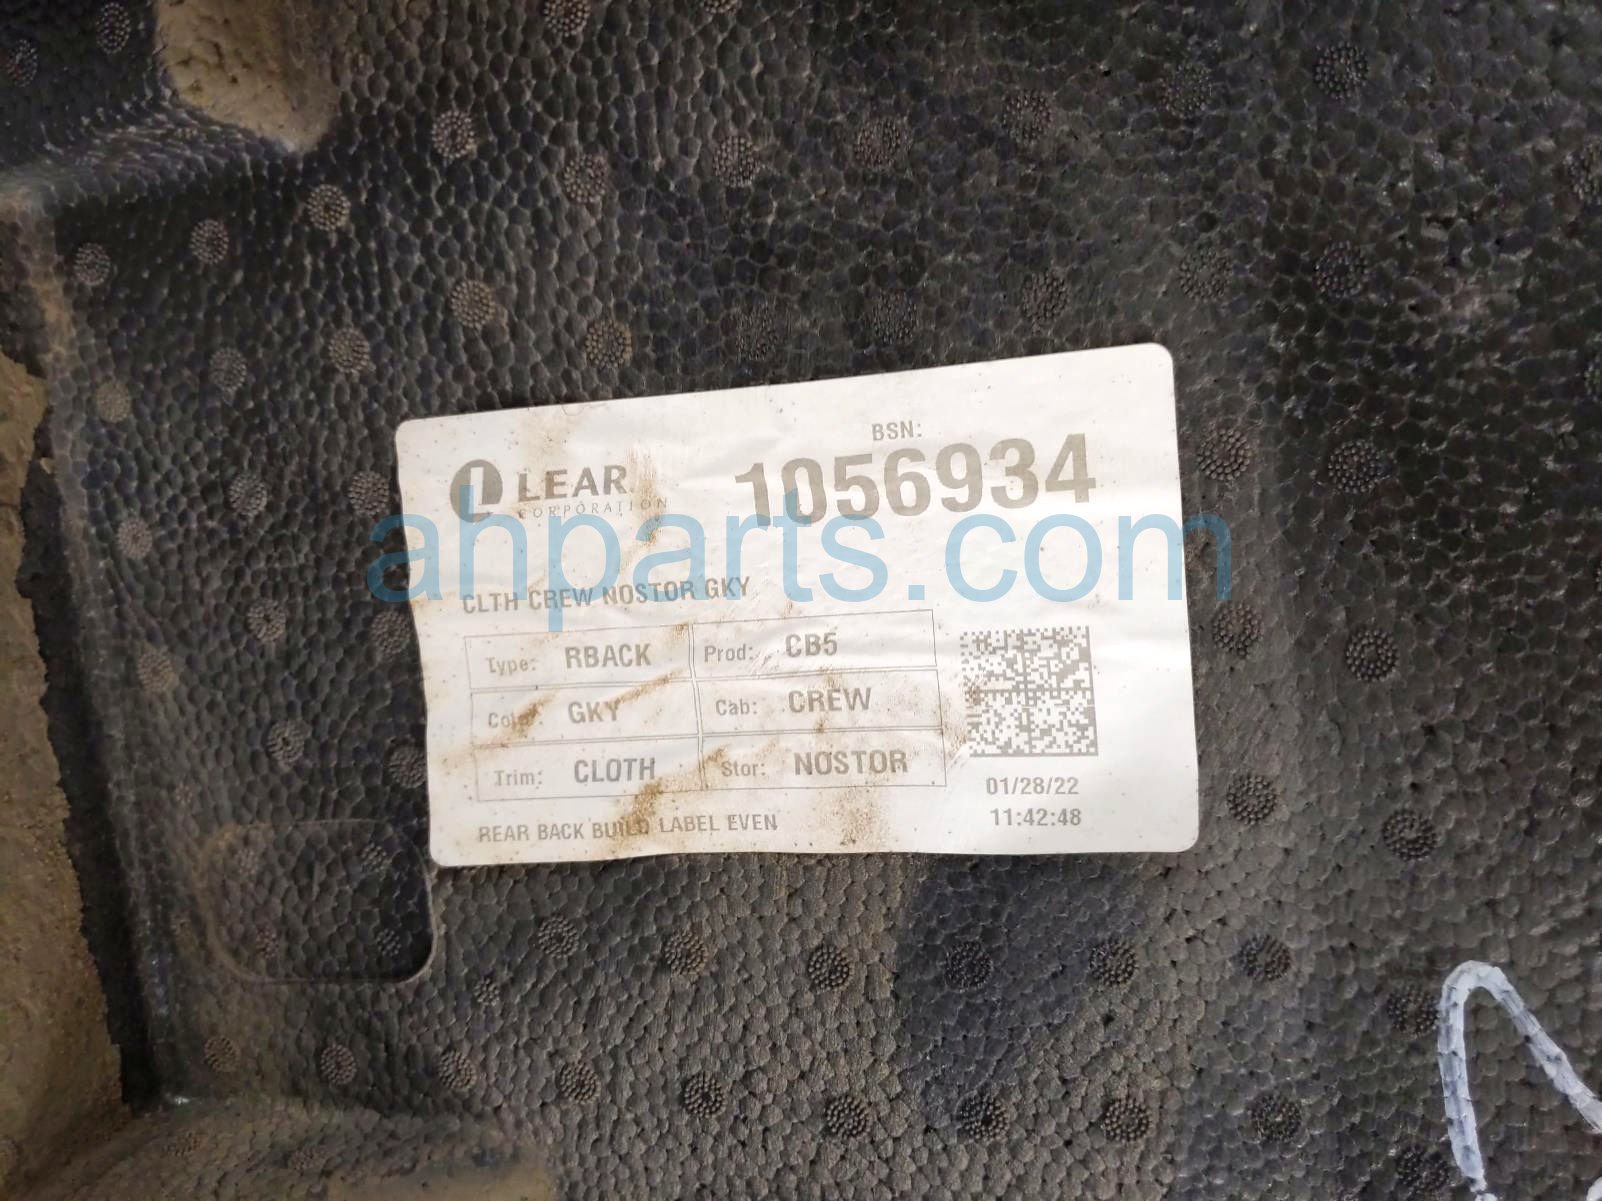 BSN:
LEAR
CORPORATION
1056934
ahparts.com
CLTH CREW NOSTOR GKY
Type: RBACK Prod: CB5
Color: GKY Cab: CREW
Trim: CLOTH Stor: NOSTOR
01/28/22
11:42:48
REAR BACK BUILD LABEL EVEN